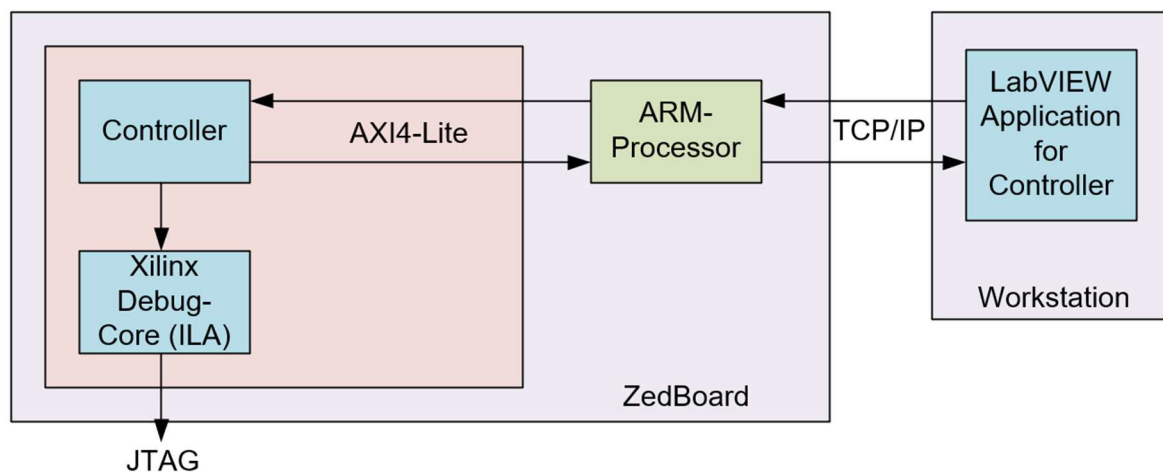 Controller
AXI4-Lite
ARM-
Processor
TCP/IP
LabVIEW
Application
for
Controller
Xilinx
Debug-
Core (ILA)
Workstation
ZedBoard
JTAG